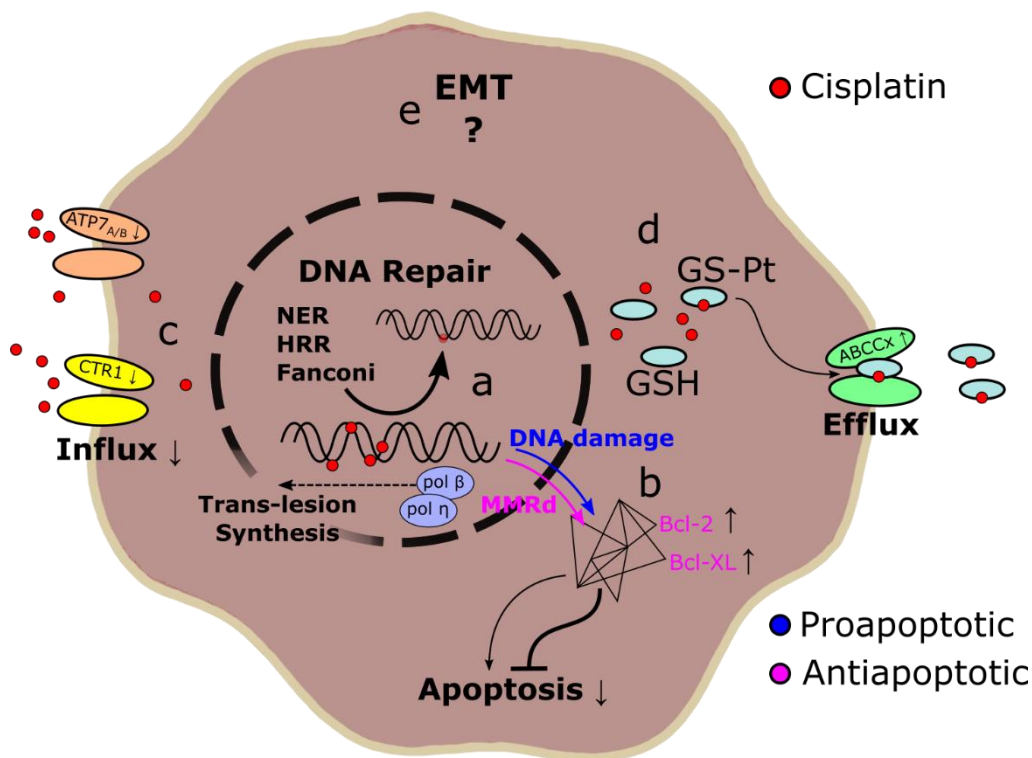 EMT
e
?
Cisplatin
ATP7A/B ↓
c
CTR1 ↓
Influx ↓
DNA Repair
NER
HRR
Fanconi
a
Trans-lesion
Synthesis
pol β
pol η
d
GS-Pt
GSH
ABCCx ↑
Efflux
DNA damage
MMRd
b
Bcl-2 ↑
Bcl-XL ↑
Apoptosis ↓
Proapoptotic
Antiapoptotic